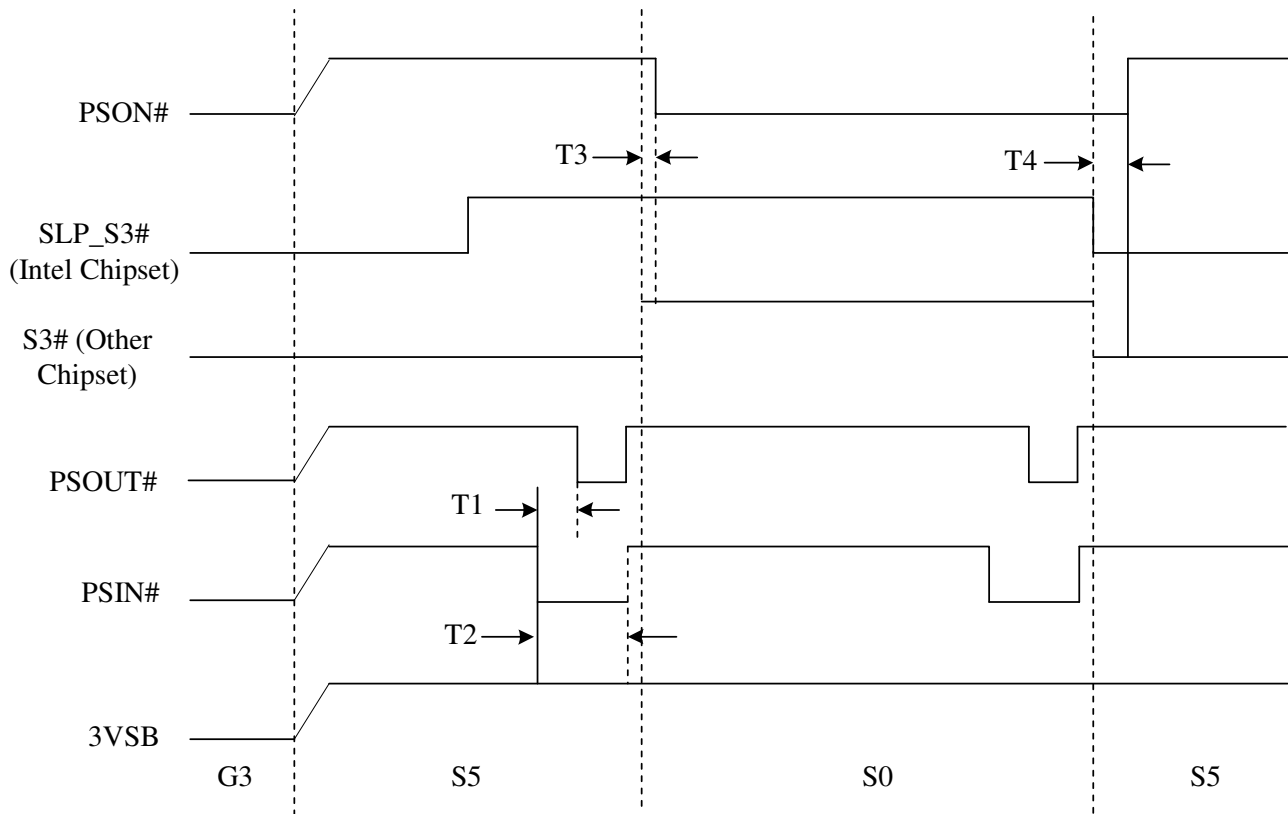 PSON#
T3
T4
SLP_S3#
(Intel Chipset)
S3# (Other
Chipset)
PSOUT#
T1
PSIN#
T2
3VSB
G3
S5
S0
S5